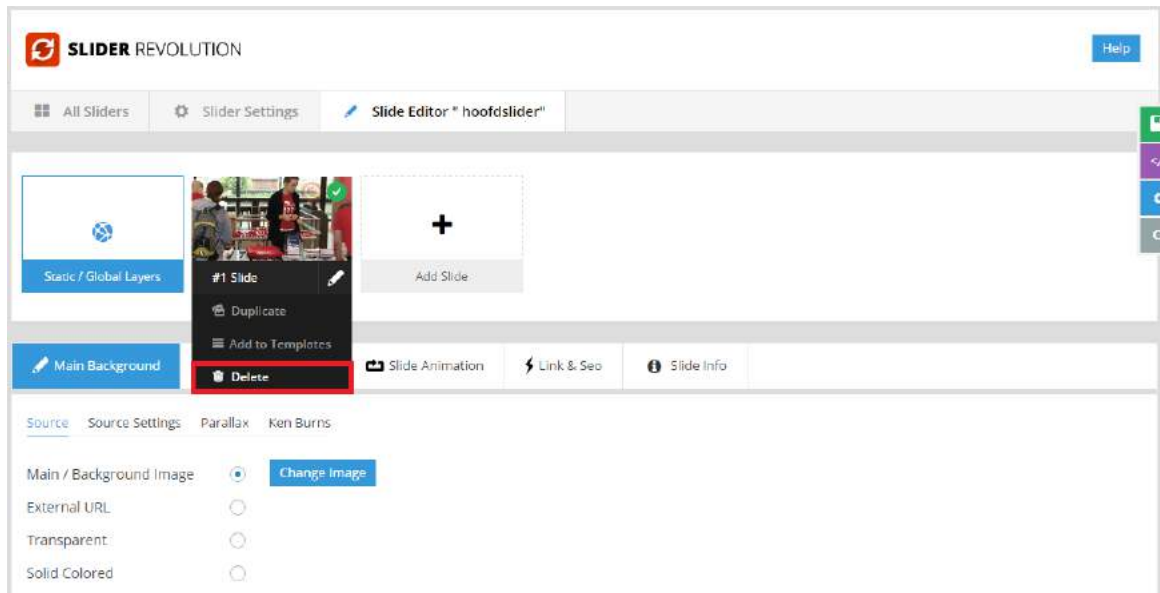 SLIDER REVOLUTION
Help
All Sliders Slider Settings Slide Editor " hoofdslider"
Static / Global Layers #1 Slide Add Slide
Duplicate
Add to Templates
Main Background Slide Animation Link & Seo Slide Info
Delete
Source Source Settings Parallax Ken Burns
Main / Background Image Change Image
External URL
Transparent
Solid Colored